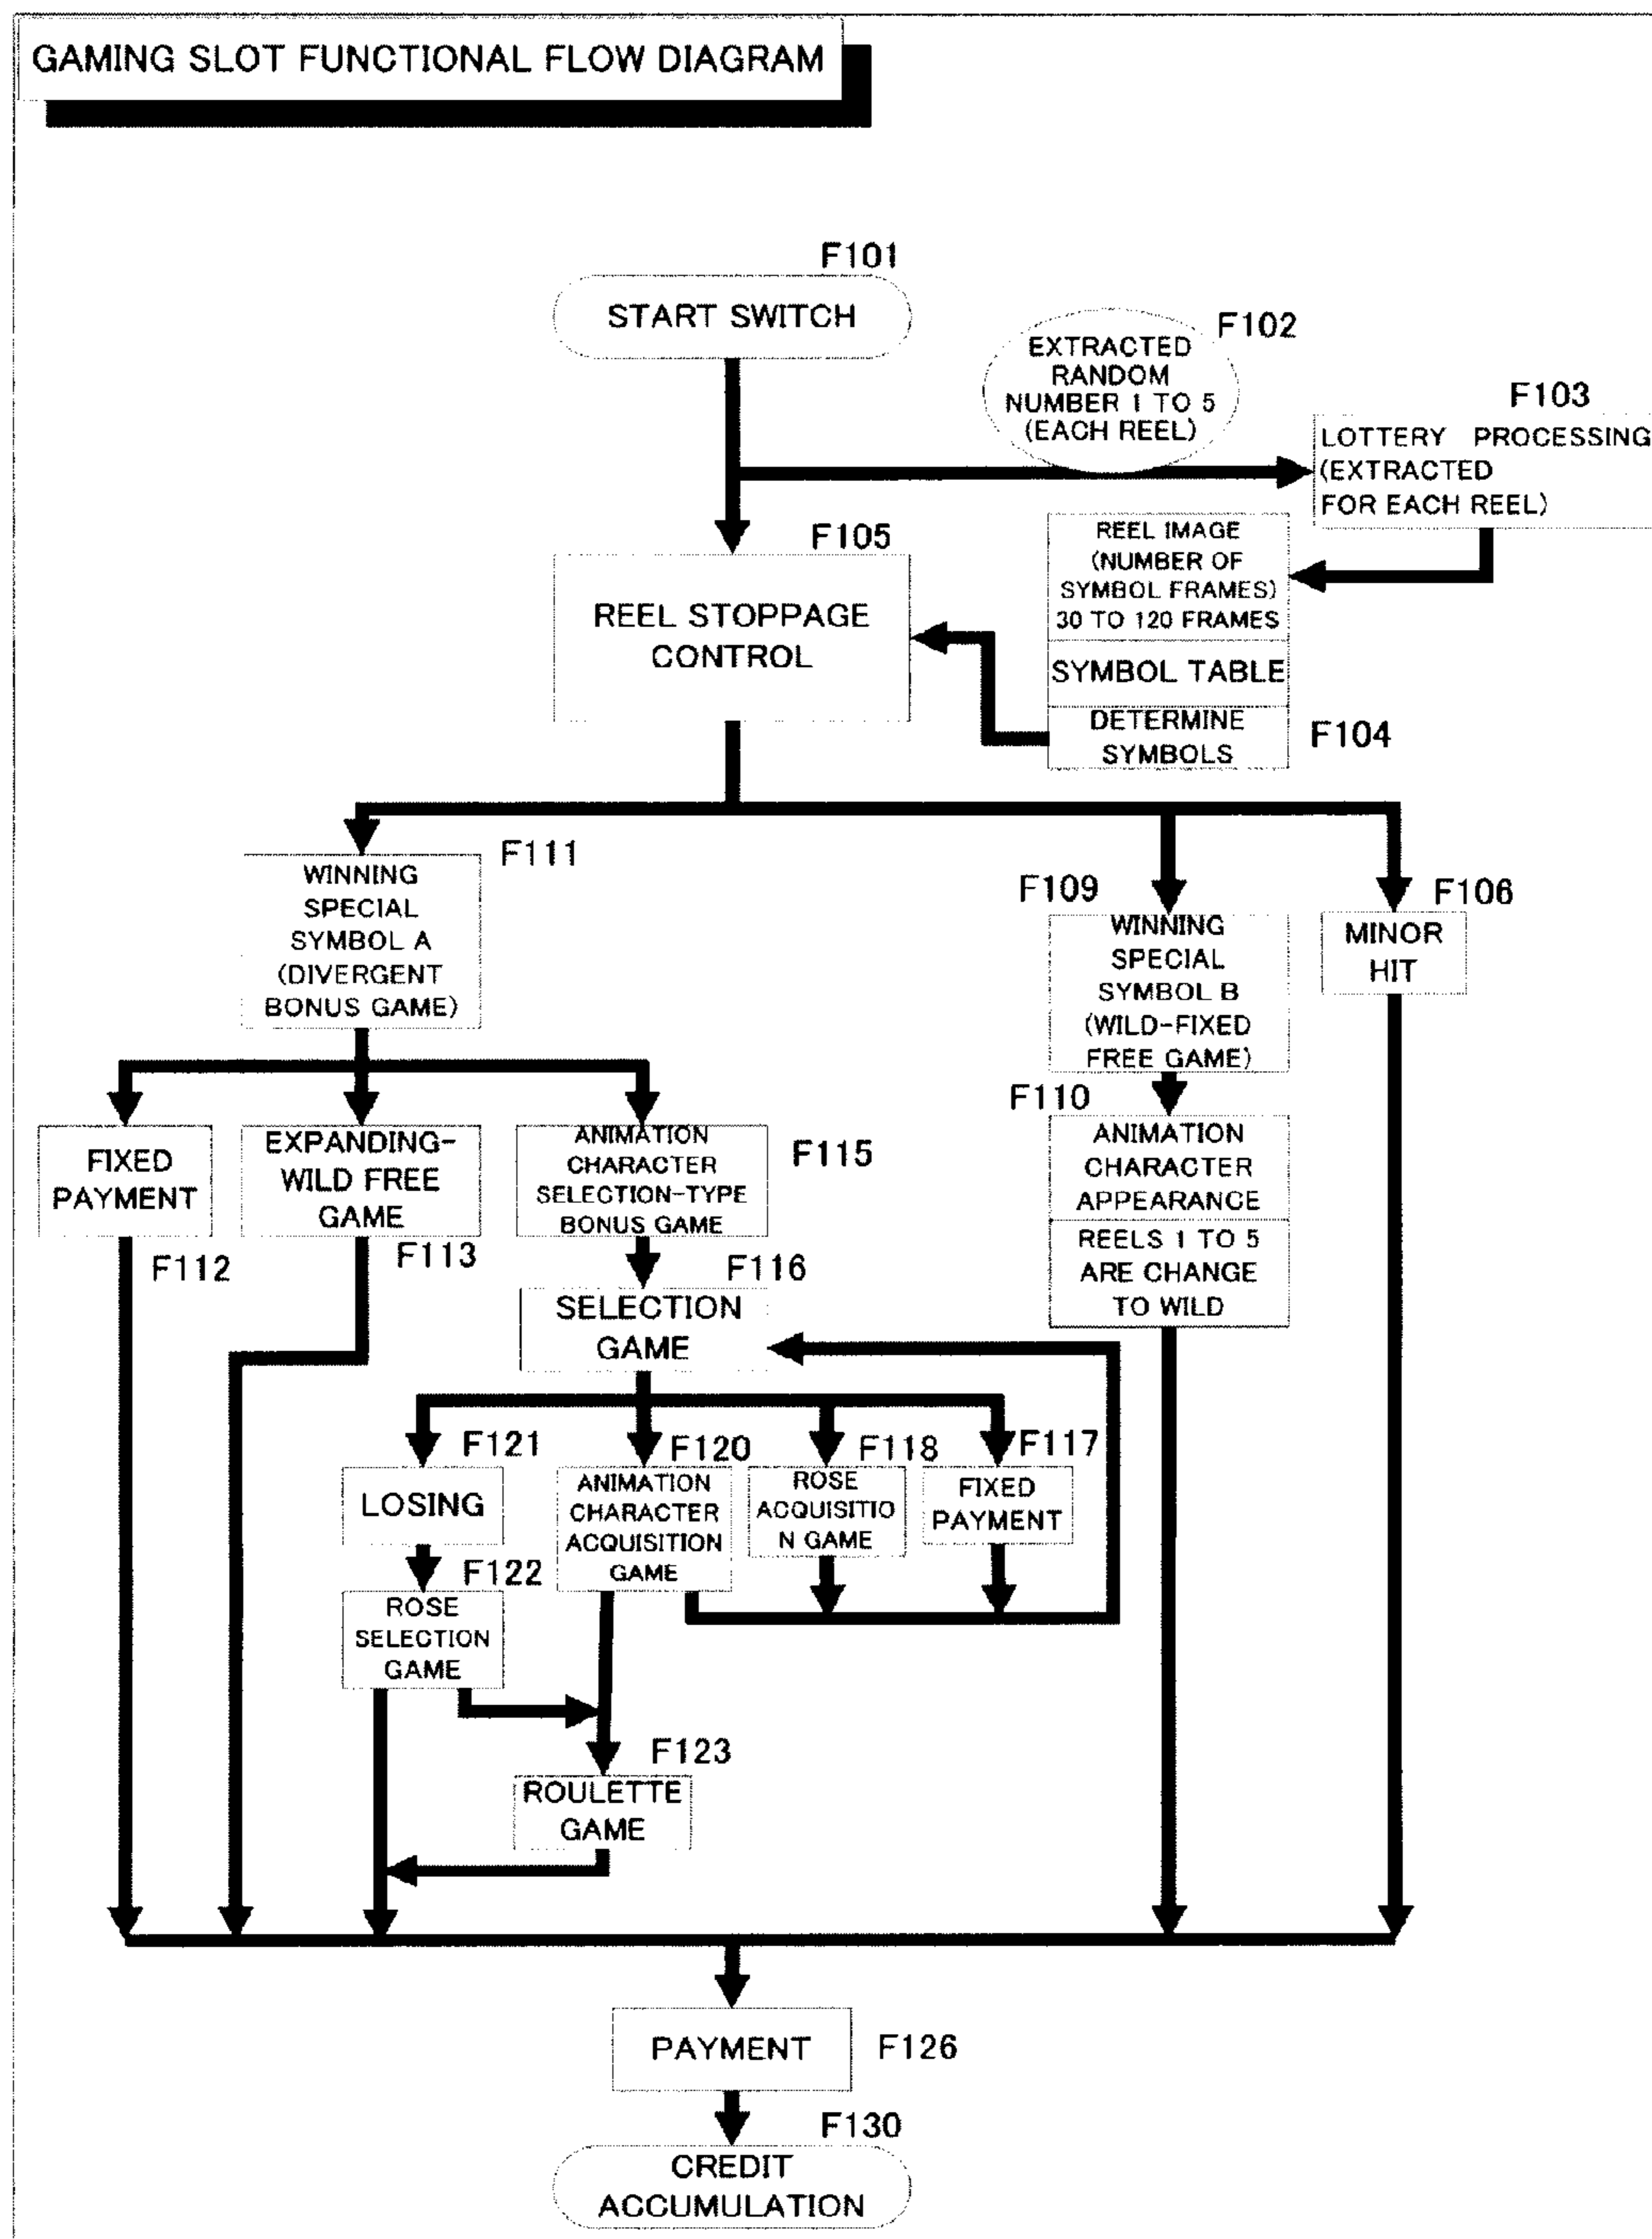 GAMING SLOT FUNCTIONAL FLOW DIAGRAM
F101
START SWITCH
F102
EXTRACTED
RANDOM
NUMBER 1 TO 5
(EACH REEL)
F103
LOTTERY PROCESSING
(EXTRACTED
FOR EACH REEL)
F105
REEL STOPPAGE
CONTROL
REEL IMAGE
(NUMBER OF
SYMBOL FRAMES)
30 TO 120 FRAMES
SYMBOL TABLE
DETERMINE
SYMBOLS
F104
F111
WINNING
SPECIAL
SYMBOL A
(DIVERGENT
BONUS GAME)
F109
WINNING
SPECIAL
SYMBOL B
(WILD-FIXED
FREE GAME)
F106
MINOR
HIT
F110
ANIMATION
CHARACTER
APPEARANCE
REELS 1 TO 5
ARE CHANGE
TO WILD
FIXED
PAYMENT
F112
EXPANDING-
WILD FREE
GAME
F113
ANIMATION
CHARACTER
SELECTION-TYPE
BONUS GAME
F115
F116
SELECTION
GAME
F121
LOSING
F120
ANIMATION
CHARACTER
ACQUISITION
GAME
F118
ROSE
ACQUISITIO
N GAME
F117
FIXED
PAYMENT
F122
ROSE
SELECTION
GAME
F123
ROULETTE
GAME
PAYMENT
F126
F130
CREDIT
ACCUMULATION